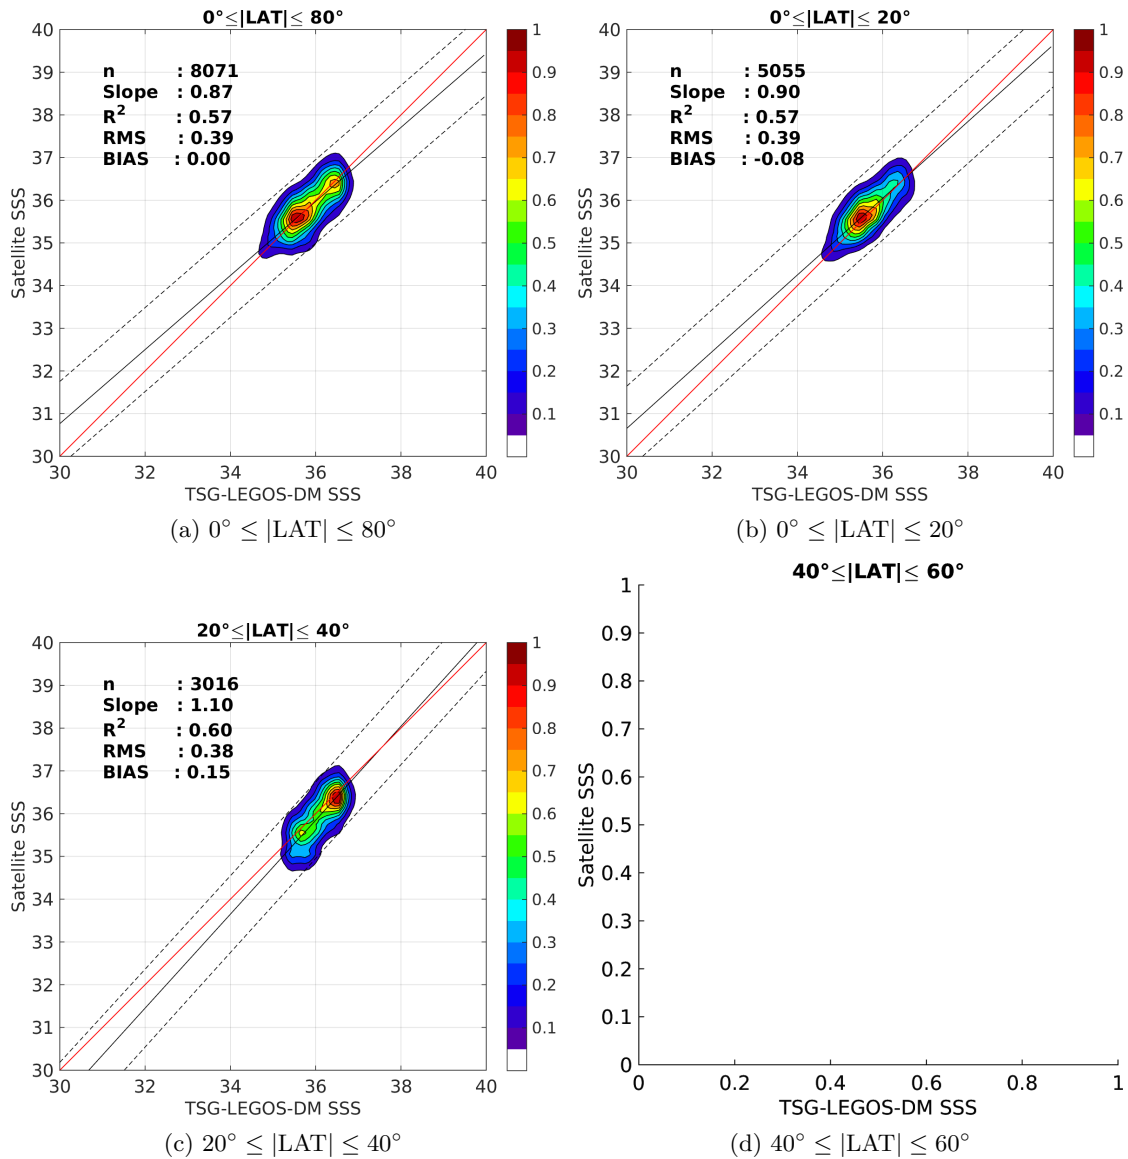 0°≤|LAT|≤ 80°
n : 8071
Slope : 0.87
R² : 0.57
RMS : 0.39
BIAS : 0.00
Satellite SSS
40
39
38
37
36
35
34
33
32
31
30
30 32 34 36 38 40
TSG-LEGOS-DM SSS
1
0.9
0.8
0.7
0.6
0.5
0.4
0.3
0.2
0.1
(a) 0° ≤ |LAT| ≤ 80°
0°≤|LAT|≤ 20°
n : 5055
Slope : 0.90
R² : 0.57
RMS : 0.39
BIAS : -0.08
Satellite SSS
40
39
38
37
36
35
34
33
32
31
30
30 32 34 36 38 40
TSG-LEGOS-DM SSS
1
0.9
0.8
0.7
0.6
0.5
0.4
0.3
0.2
0.1
(b) 0° ≤ |LAT| ≤ 20°
20°≤|LAT|≤ 40°
n : 3016
Slope : 1.10
R² : 0.60
RMS : 0.38
BIAS : 0.15
Satellite SSS
40
39
38
37
36
35
34
33
32
31
30
30 32 34 36 38 40
TSG-LEGOS-DM SSS
1
0.9
0.8
0.7
0.6
0.5
0.4
0.3
0.2
0.1
(c) 20° ≤ |LAT| ≤ 40°
40°≤|LAT|≤ 60°
Satellite SSS
1
0.9
0.8
0.7
0.6
0.5
0.4
0.3
0.2
0.1
0
0 0.2 0.4 0.6 0.8 1
TSG-LEGOS-DM SSS
(d) 40° ≤ |LAT| ≤ 60°